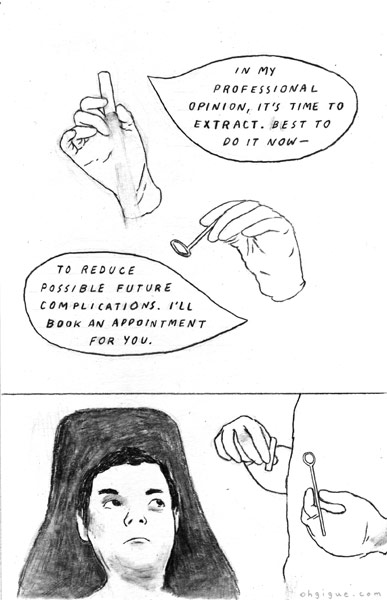 IN MY
PROFESSIONAL
OPINION, IT'S TIME TO
EXTRACT. BEST TO
DO IT NOW—
TO REDUCE
POSSIBLE FUTURE
COMPLICATIONS. I'LL
BOOK AN APPOINTMENT
FOR YOU.
ohgigue.com